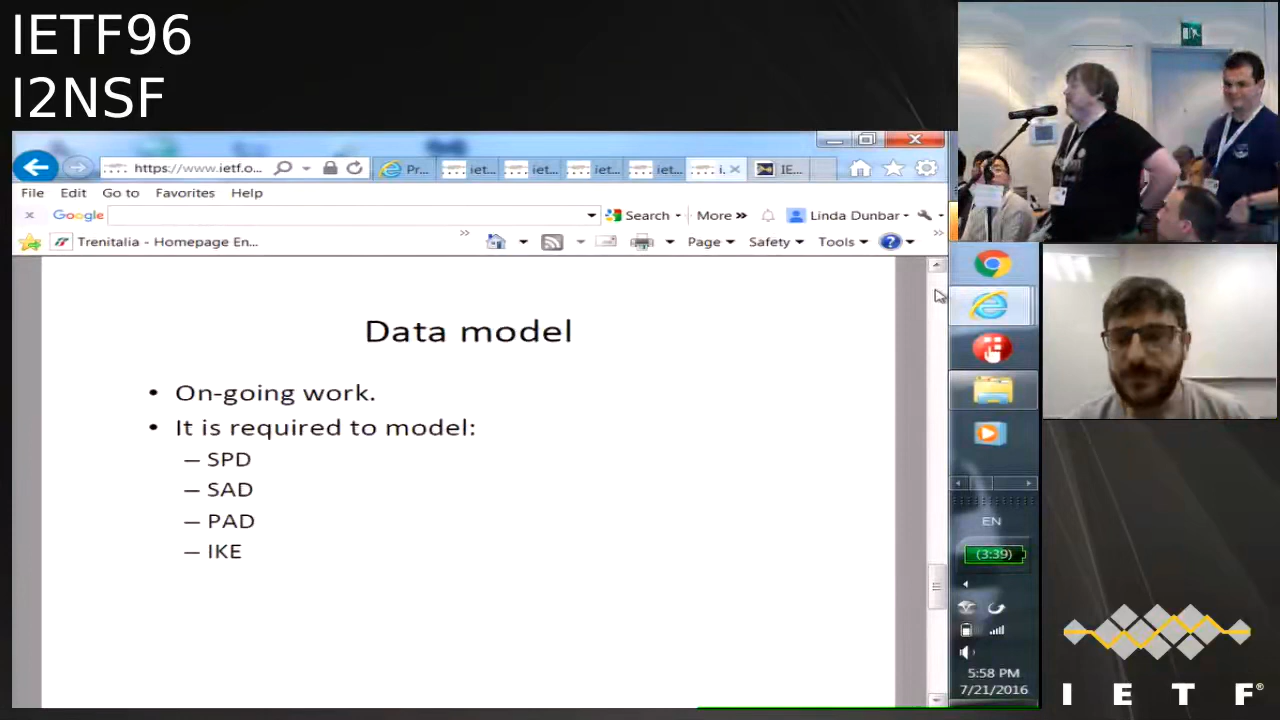 IETF96
I2NSF
https://www.ietf.o...
Pr...
iet...
iet...
iet...
iet...
i.
IE...
File Edit Go to Favorites Help
Google
Search
More »
Linda Dunbar
Trenitalia - Homepage En...
Page
Safety
Tools
Data model
• On-going work.
• It is required to model:
– SPD
– SAD
– PAD
– IKE
EN
(3:39)
5:58 PM
7/21/2016
I E T F®